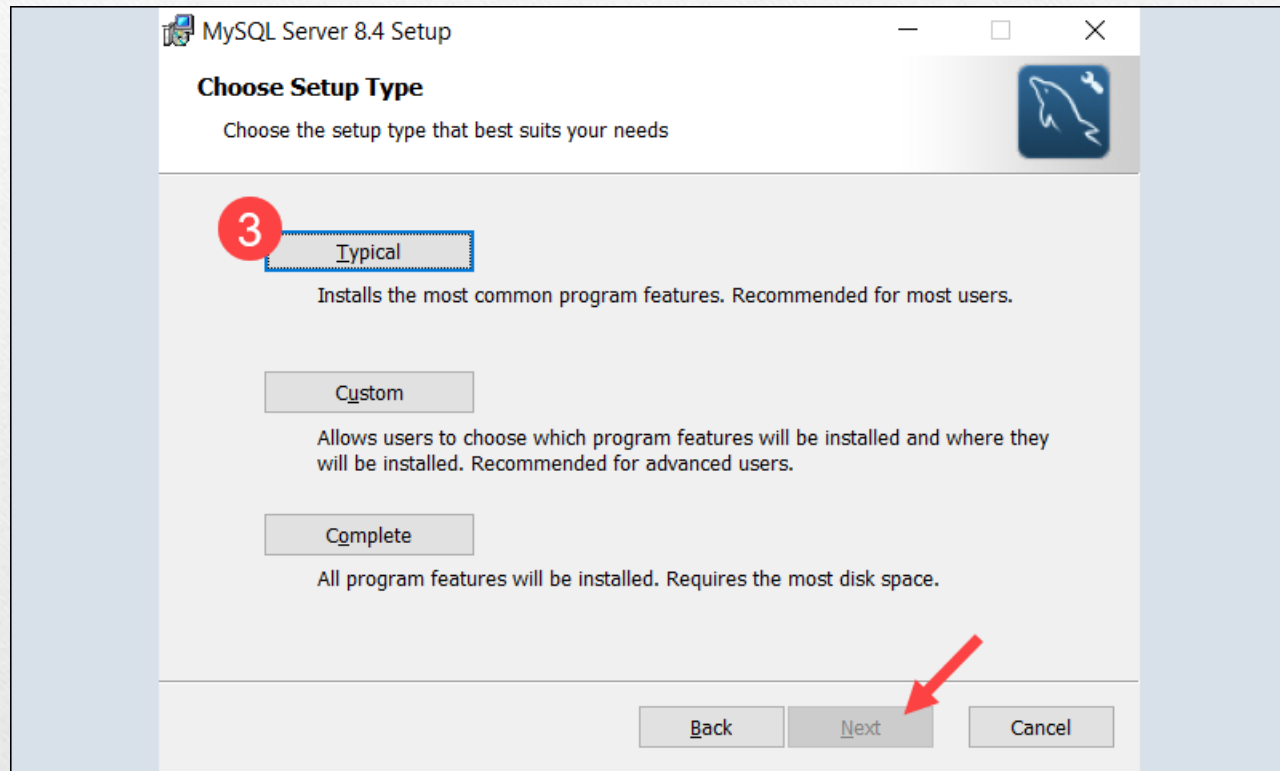 MySQL Server 8.4 Setup
Choose Setup Type
Choose the setup type that best suits your needs
3
Typical
Installs the most common program features. Recommended for most users.
Custom
Allows users to choose which program features will be installed and where they
will be installed. Recommended for advanced users.
Complete
All program features will be installed. Requires the most disk space.
Back Next Cancel